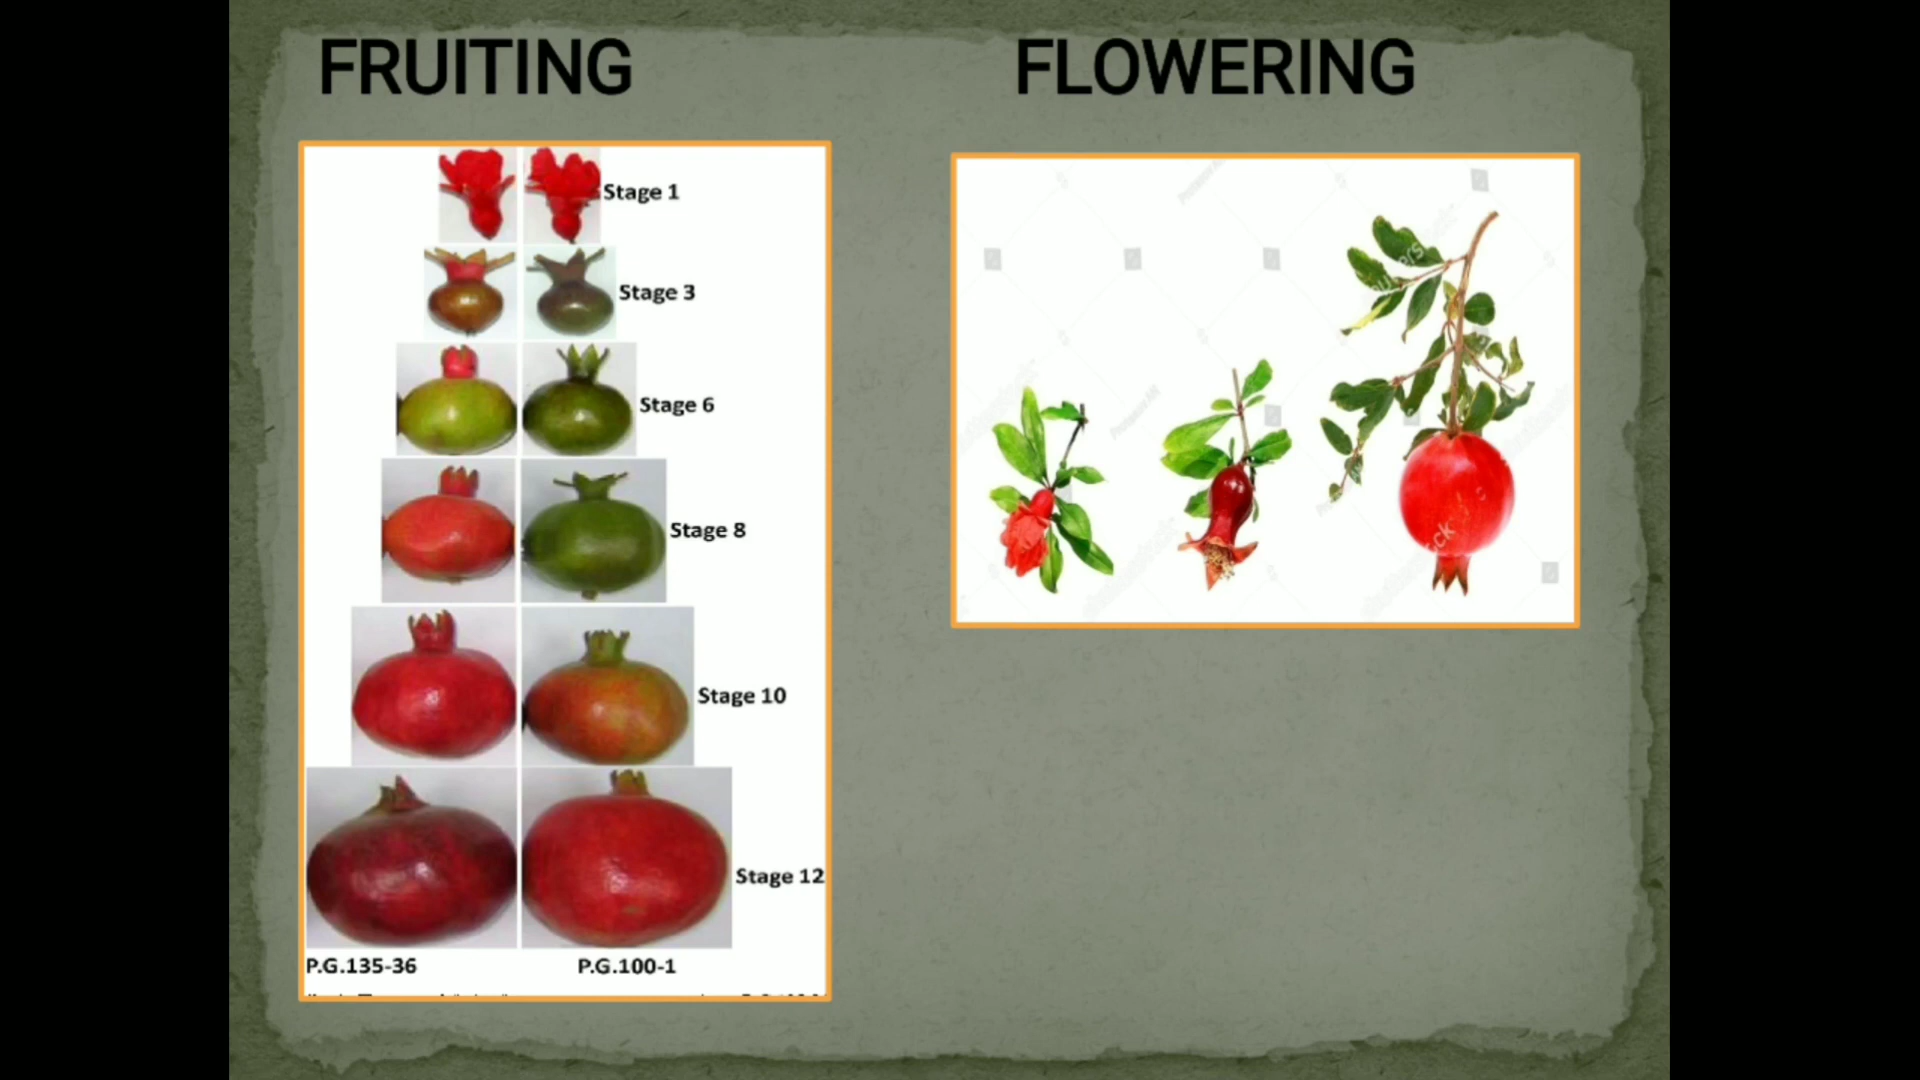 FRUITING
FLOWERING
Stage 1
Stage 3
Stage 6
Stage 8
Stage 10
Stage 12
P.G.135-36
P.G.100-1